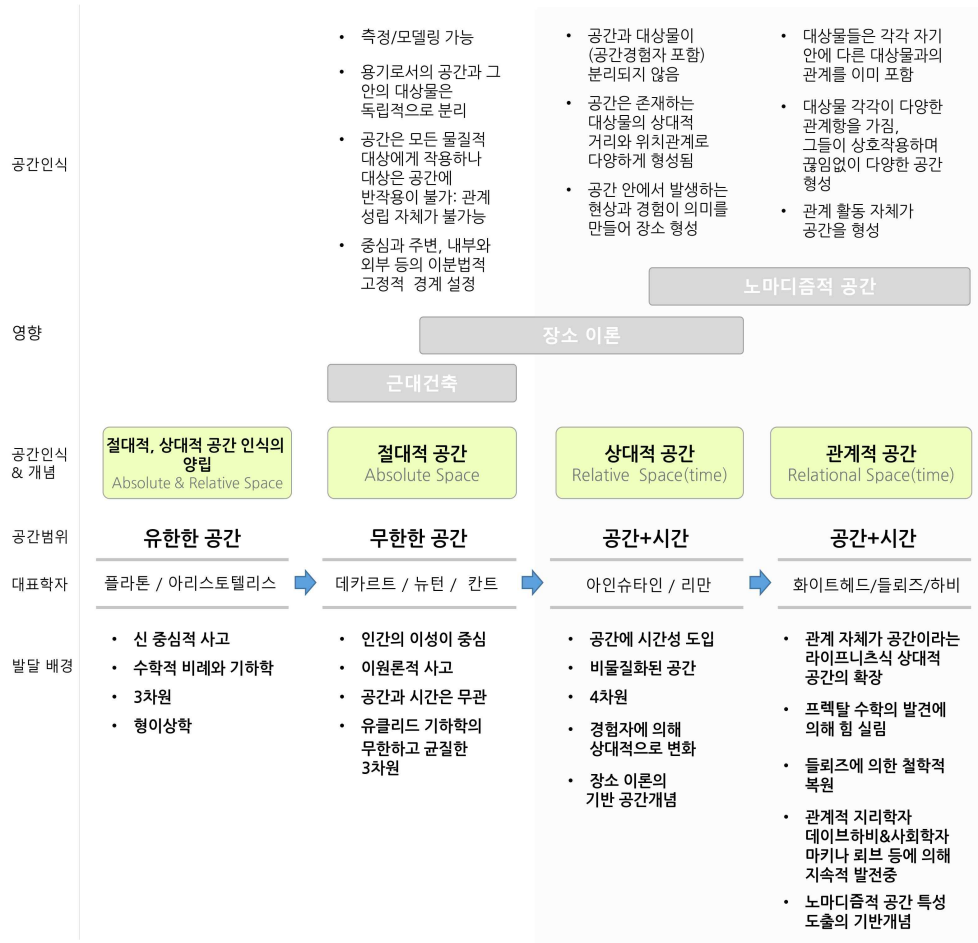 공간인식
• 측정/모델링 가능
• 용기로서의 공간과 그
안의 대상물은
독립적으로 분리
• 공간은 모든 물질적
대상에게 작용하나
대상은 공간에
반작용이 불가: 관계
성립 자체가 불가능
• 중심과 주변, 내부와
외부 등의 이분법적
고정적 경계 설정
• 공간과 대상물이
(공간경험자 포함)
분리되지 않음
• 공간은 존재하는
대상물의 상대적
거리와 위치관계로
다양하게 형성됨
• 공간 안에서 발생하는
현상과 경험이 의미를
만들어 장소 형성
• 대상물들은 각각 자기
안에 다른 대상물과의
관계를 이미 포함
• 대상물 각각이 다양한
관계항을 가짐,
그들이 상호작용하며
끊임없이 다양한 공간
형성
• 관계 활동 자체가
공간을 형성
영향
노마디즘적 공간
장소 이론
근대건축
공간인식
& 개념
절대적, 상대적 공간 인식의
양립
Absolute & Relative Space
절대적 공간
Absolute Space
상대적 공간
Relative Space(time)
관계적 공간
Relational Space(time)
공간범위
유한한 공간
무한한 공간
공간+시간
공간+시간
대표학자
플라톤 / 아리스토텔리스
데카르트 / 뉴턴 / 칸트
아인슈타인 / 리만
화이트헤드/들뢰즈/하비
발달 배경
• 신 중심적 사고
• 수학적 비례와 기하학
• 3차원
• 형이상학
• 인간의 이성이 중심
• 이원론적 사고
• 공간과 시간은 무관
• 유클리드 기하학의
무한하고 균질한
3차원
• 공간에 시간성 도입
• 비물질화된 공간
• 4차원
• 경험자에 의해
상대적으로 변화
• 장소 이론의
기반 공간개념
• 관계 자체가 공간이라는
라이프니츠식 상대적
공간의 확장
• 프렉탈 수학의 발견에
의해 힘 실림
• 들뢰즈에 의한 철학적
복원
• 관계적 지리학자
데이브하비&사회학자
마키나 뢰브 등에 의해
지속적 발전중
• 노마디즘적 공간 특성
도출의 기반개념